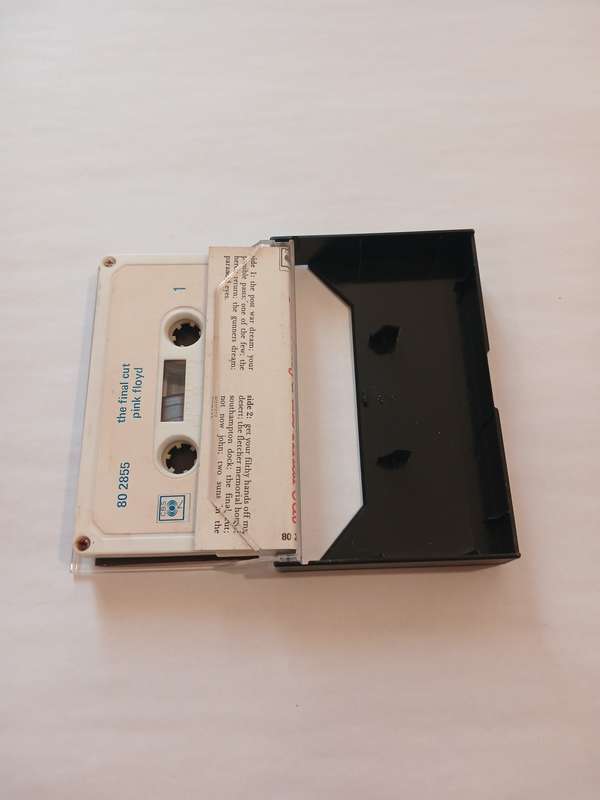 1
the final cut
pink floyd
80 2855
CBS
side 1: the post war dream; your
possible pasts; one of the few; the
hero's return; the gunners dream;
paranoid eyes.
side 2: get your filthy hands off my
desert; the fletcher memorial home;
southampton dock; the final cut;
not now john; two suns in the
80